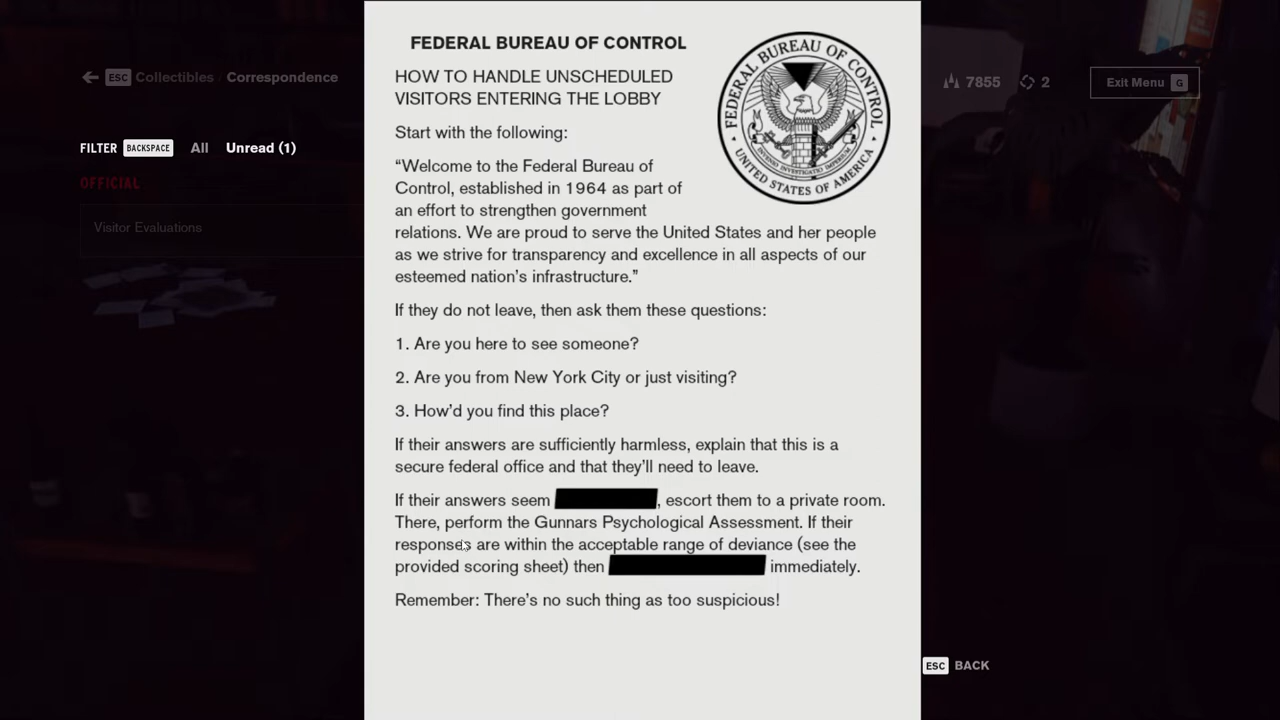 ESC Collectibles / Correspondence
7855
2
Exit Menu G
FILTER BACKSPACE All Unread (1)
OFFICIAL
Visitor Evaluations
FEDERAL BUREAU OF CONTROL
HOW TO HANDLE UNSCHEDULED
VISITORS ENTERING THE LOBBY
FEDERAL BUREAU OF CONTROL
UNITED STATES OF AMERICA
Start with the following:
“Welcome to the Federal Bureau of
Control, established in 1964 as part of
an effort to strengthen government
relations. We are proud to serve the United States and her people
as we strive for transparency and excellence in all aspects of our
esteemed nation’s infrastructure.”
If they do not leave, then ask them these questions:
1. Are you here to see someone?
2. Are you from New York City or just visiting?
3. How’d you find this place?
If their answers are sufficiently harmless, explain that this is a
secure federal office and that they’ll need to leave.
If their answers seem , escort them to a private room.
There, perform the Gunnars Psychological Assessment. If their
responses are within the acceptable range of deviance (see the
provided scoring sheet) then immediately.
Remember: There’s no such thing as too suspicious!
ESC BACK